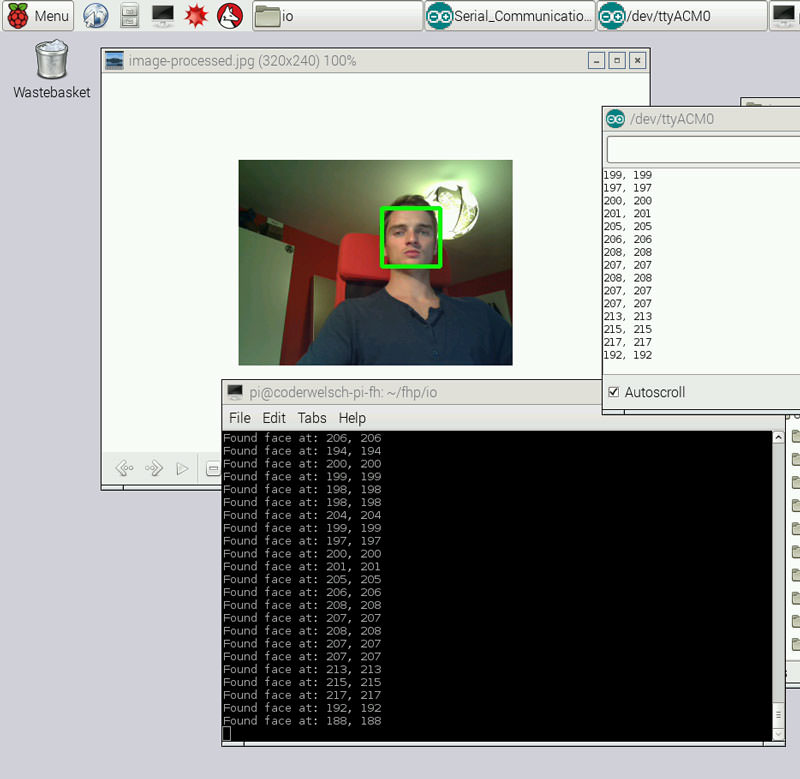 Menu
io
Serial_Communicatio...
/dev/ttyACM0
Wastebasket
image-processed.jpg (320x240) 100%
/dev/ttyACM0
199, 199
197, 197
200, 200
201, 201
205, 205
206, 206
208, 208
207, 207
208, 208
207, 207
207, 207
213, 213
215, 215
217, 217
192, 192
Autoscroll
pi@coderwelsch-pi-fh: ~/fhp/io
File Edit Tabs Help
Found face at: 206, 206
Found face at: 194, 194
Found face at: 200, 200
Found face at: 199, 199
Found face at: 198, 198
Found face at: 198, 198
Found face at: 204, 204
Found face at: 199, 199
Found face at: 197, 197
Found face at: 200, 200
Found face at: 201, 201
Found face at: 205, 205
Found face at: 206, 206
Found face at: 208, 208
Found face at: 207, 207
Found face at: 208, 208
Found face at: 207, 207
Found face at: 207, 207
Found face at: 213, 213
Found face at: 215, 215
Found face at: 217, 217
Found face at: 192, 192
Found face at: 188, 188